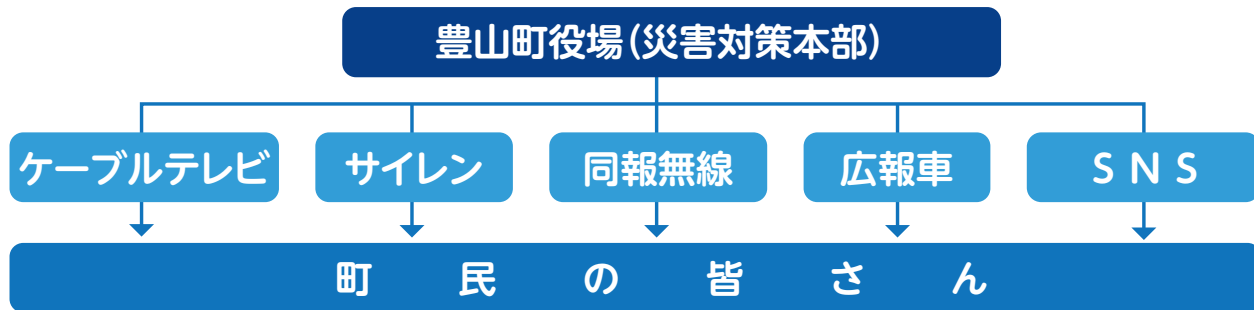 豊山町役場(災害対策本部)
ケーブルテレビ
サイレン
同報無線
広報車
SNS
町民の皆さん